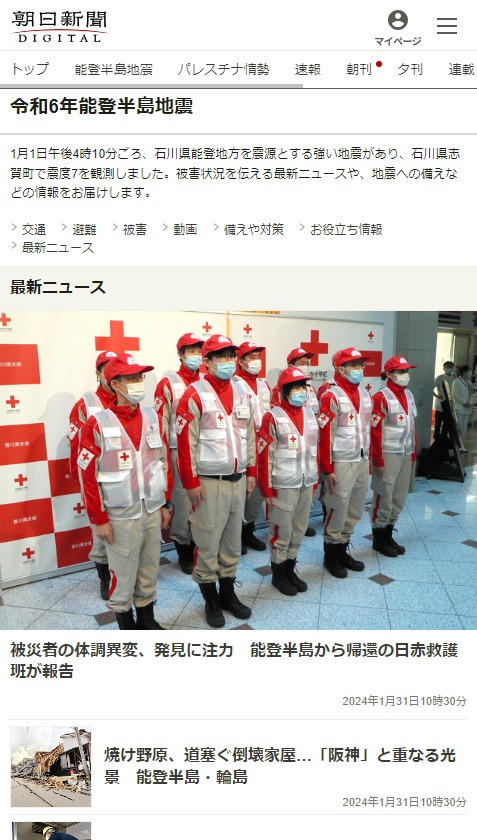 朝日新聞
DIGITAL
マイページ
トップ 能登半島地震 パレスチナ情勢 速報 朝刊 夕刊 連載
令和6年能登半島地震
1月1日午後4時10分ごろ、石川県能登地方を震源とする強い地震があり、石川県志
賀町で震度7を観測しました。被害状況を伝える最新ニュースや、地震への備えな
どの情報をお届けします。
交通 避難 被害 動画 備えや対策 お役立ち情報
最新ニュース
最新ニュース
被災者の体調異変、発見に注力 能登半島から帰還の日赤救護
班が報告
2024年1月31日10時30分
焼け野原、道塞ぐ倒壊家屋…「阪神」と重なる光
景 能登半島・輪島
2024年1月31日10時30分